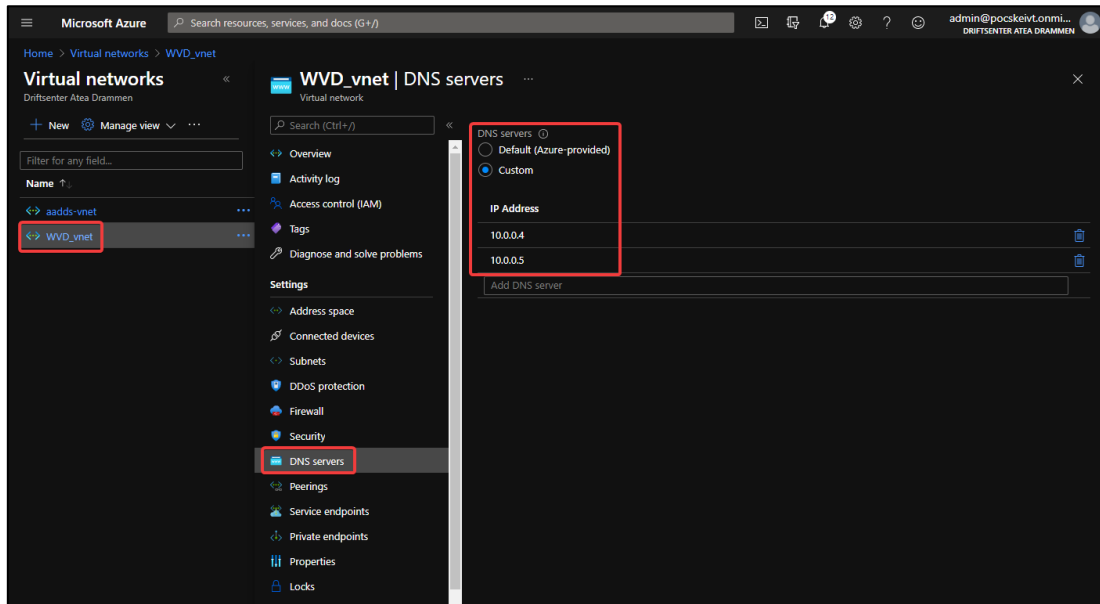 Microsoft Azure
Search resources, services, and docs (G+/)
12
admin@pocskeivt.onmi...
DRIFTSENTER ATEA DRAMMEN
Home > Virtual networks > WVD_vnet
Virtual networks
Driftsenter Atea Drammen
New
Manage view
Filter for any field...
Name
aadds-vnet
WVD_vnet
WVD_vnet | DNS servers
Virtual network
Search (Ctrl+/)
Overview
Activity log
Access control (IAM)
Tags
Diagnose and solve problems
Settings
Address space
Connected devices
Subnets
DDoS protection
Firewall
Security
DNS servers
Peerings
Service endpoints
Private endpoints
Properties
Locks
DNS servers
Default (Azure-provided)
Custom
IP Address
10.0.0.4
10.0.0.5
Add DNS server